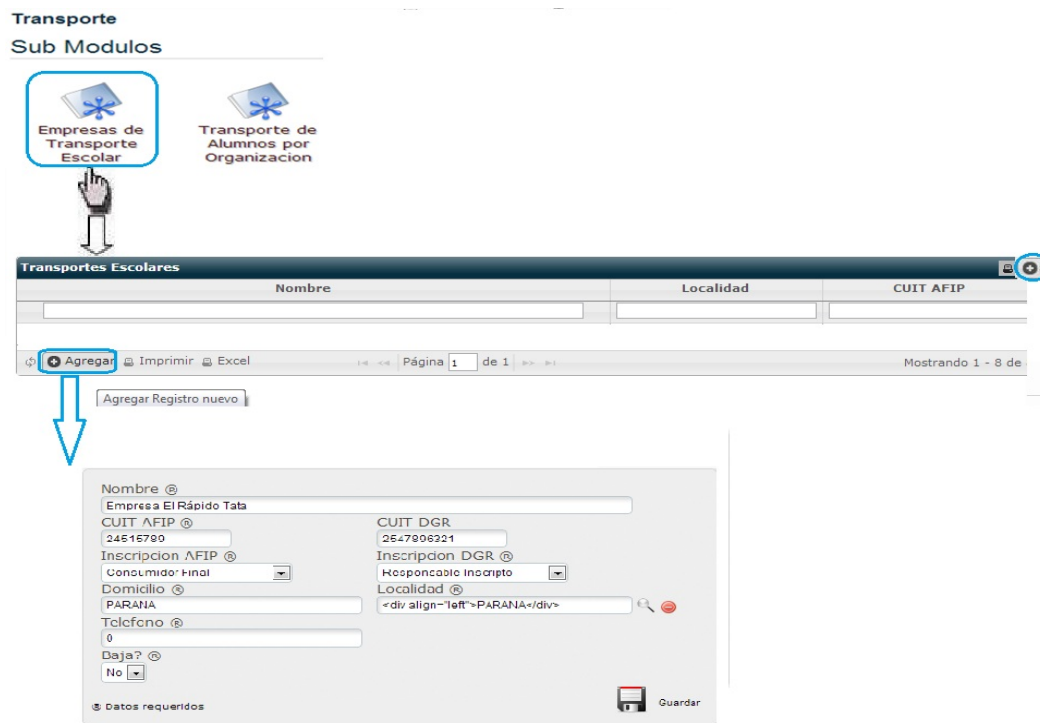 Transporte
Sub Modulos
Empresas de Transporte Escolar
Transporte de Alumnos por Organizacion
Transportes Escolares
Nombre Localidad CUIT AFIP
Agregar Imprimir Excel Página 1 de 1 Mostrando 1 - 8 de
Agregar Registro nuevo
Nombre ®
Empresa El Rápido Tata
CUIT AFIP ® CUIT DGR
24515789 2547896321
Inscripcion AFIP ® Inscripcion DGR ®
Consumidor Final Responsable Inscripto
Domicilio ® Localidad ®
PARANA <div align="left">PARANA</div>
Telefono ®
0
Baja? ®
No
® Datos requeridos Guardar